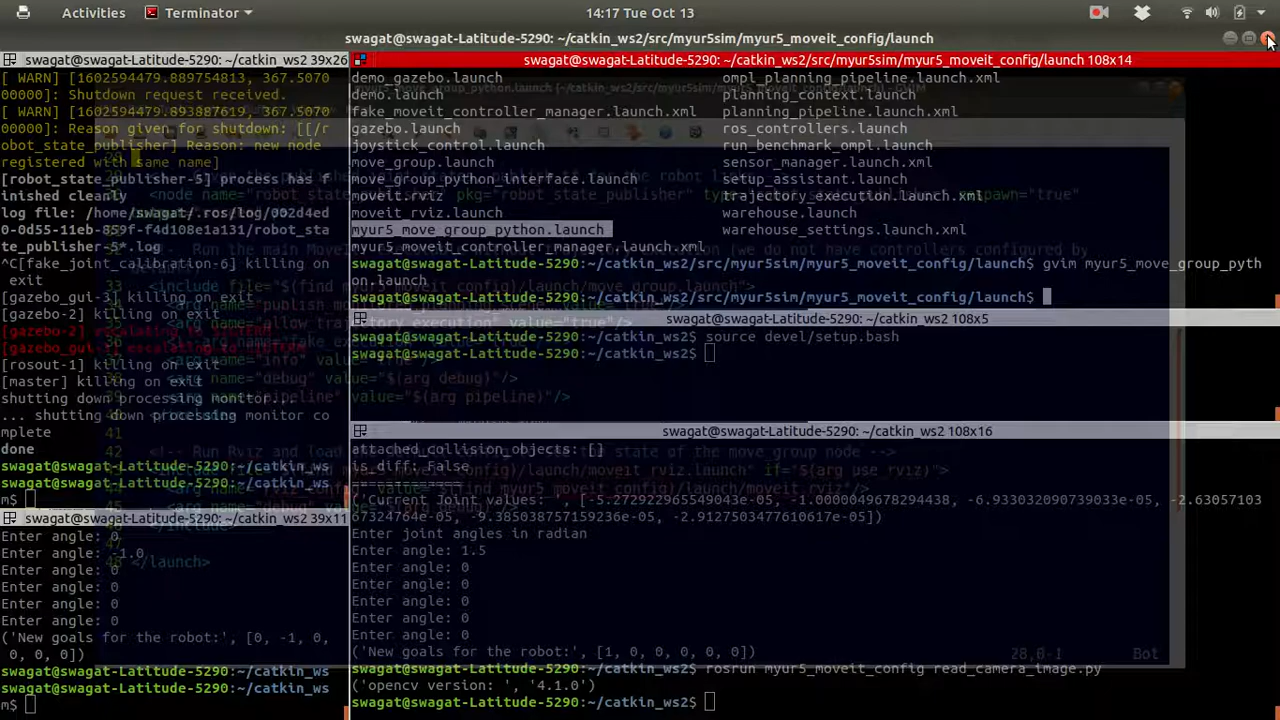 Activities
Terminator
14:17 Tue Oct 13
swagat@swagat-Latitude-5290: ~/catkin_ws2/src/myur5sim/myur5_moveit_config/launch
swagat@swagat-Latitude-5290: ~/catkin_ws2 39x26
[ WARN] [1602594479.889754813, 367.5070
00000]: Shutdown request received.
[ WARN] [1602594479.893887619, 367.5070
00000]: Reason given for shutdown: [[/r
obot_state_publisher] Reason: new node
registered with same name]
[robot_state_publisher-5] process has f
inished cleanly
log file: /home/swagat/.ros/log/002d4ed
0-0d55-11eb-859f-f4d108e1a131/robot_sta
te_publisher-5*.log
^C[fake_joint_calibration-6] killing on
exit
[gazebo_gui-3] killing on exit
[gazebo-2] killing on exit
[rosout-1] killing on exit
[master] killing on exit
shutting down processing monitor...
... shutting down processing monitor co
mplete
done
swagat@swagat-Latitude-5290:~/catkin_ws
swagat@swagat-Latitude-5290:~/catkin_ws
m$
swagat@swagat-Latitude-5290: ~/catkin_ws2 39x11
Enter angle: 0
Enter angle: -1.0
Enter angle: 0
Enter angle: 0
Enter angle: 0
Enter angle: 0
('New goals for the robot:', [0, -1, 0,
0, 0, 0])
swagat@swagat-Latitude-5290:~/catkin_ws
swagat@swagat-Latitude-5290:~/catkin_ws
m$
swagat@swagat-Latitude-5290: ~/catkin_ws2/src/myur5sim/myur5_moveit_config/launch 108x14
demo_gazebo.launch ompl_planning_pipeline.launch.xml
demo.launch planning_context.launch
fake_moveit_controller_manager.launch.xml planning_pipeline.launch.xml
gazebo.launch ros_controllers.launch
joystick_control.launch run_benchmark_ompl.launch
move_group.launch sensor_manager.launch.xml
move_group_python_interface.launch setup_assistant.launch
moveit.rviz trajectory_execution.launch.xml
moveit_rviz.launch warehouse.launch
myur5_move_group_python.launch warehouse_settings.launch.xml
myur5_moveit_controller_manager.launch.xml
swagat@swagat-Latitude-5290:~/catkin_ws2/src/myur5sim/myur5_moveit_config/launch$ gvim myur5_move_group_pyth
on.launch
swagat@swagat-Latitude-5290:~/catkin_ws2/src/myur5sim/myur5_moveit_config/launch$
swagat@swagat-Latitude-5290: ~/catkin_ws2 108x5
swagat@swagat-Latitude-5290:~/catkin_ws2$ source devel/setup.bash
swagat@swagat-Latitude-5290:~/catkin_ws2$
swagat@swagat-Latitude-5290: ~/catkin_ws2 108x16
attached_collision_objects: []
is_diff: False
============
('Current Joint values: ', [-5.2729229655049043e-05, -1.0000049678294438, -6.933032090739033e-05, -2.63057103
67324764e-05, -9.385038757159236e-05, -2.9127503477610617e-05])
Enter joint angles in radian
Enter angle: 1.5
Enter angle: 0
Enter angle: 0
Enter angle: 0
Enter angle: 0
Enter angle: 0
('New goals for the robot:', [1, 0, 0, 0, 0, 0])
swagat@swagat-Latitude-5290:~/catkin_ws2$ rosrun myur5_moveit_config read_camera_image.py
('opencv version: ', '4.1.0')
swagat@swagat-Latitude-5290:~/catkin_ws2$
</launch>
28,0-1 Bot